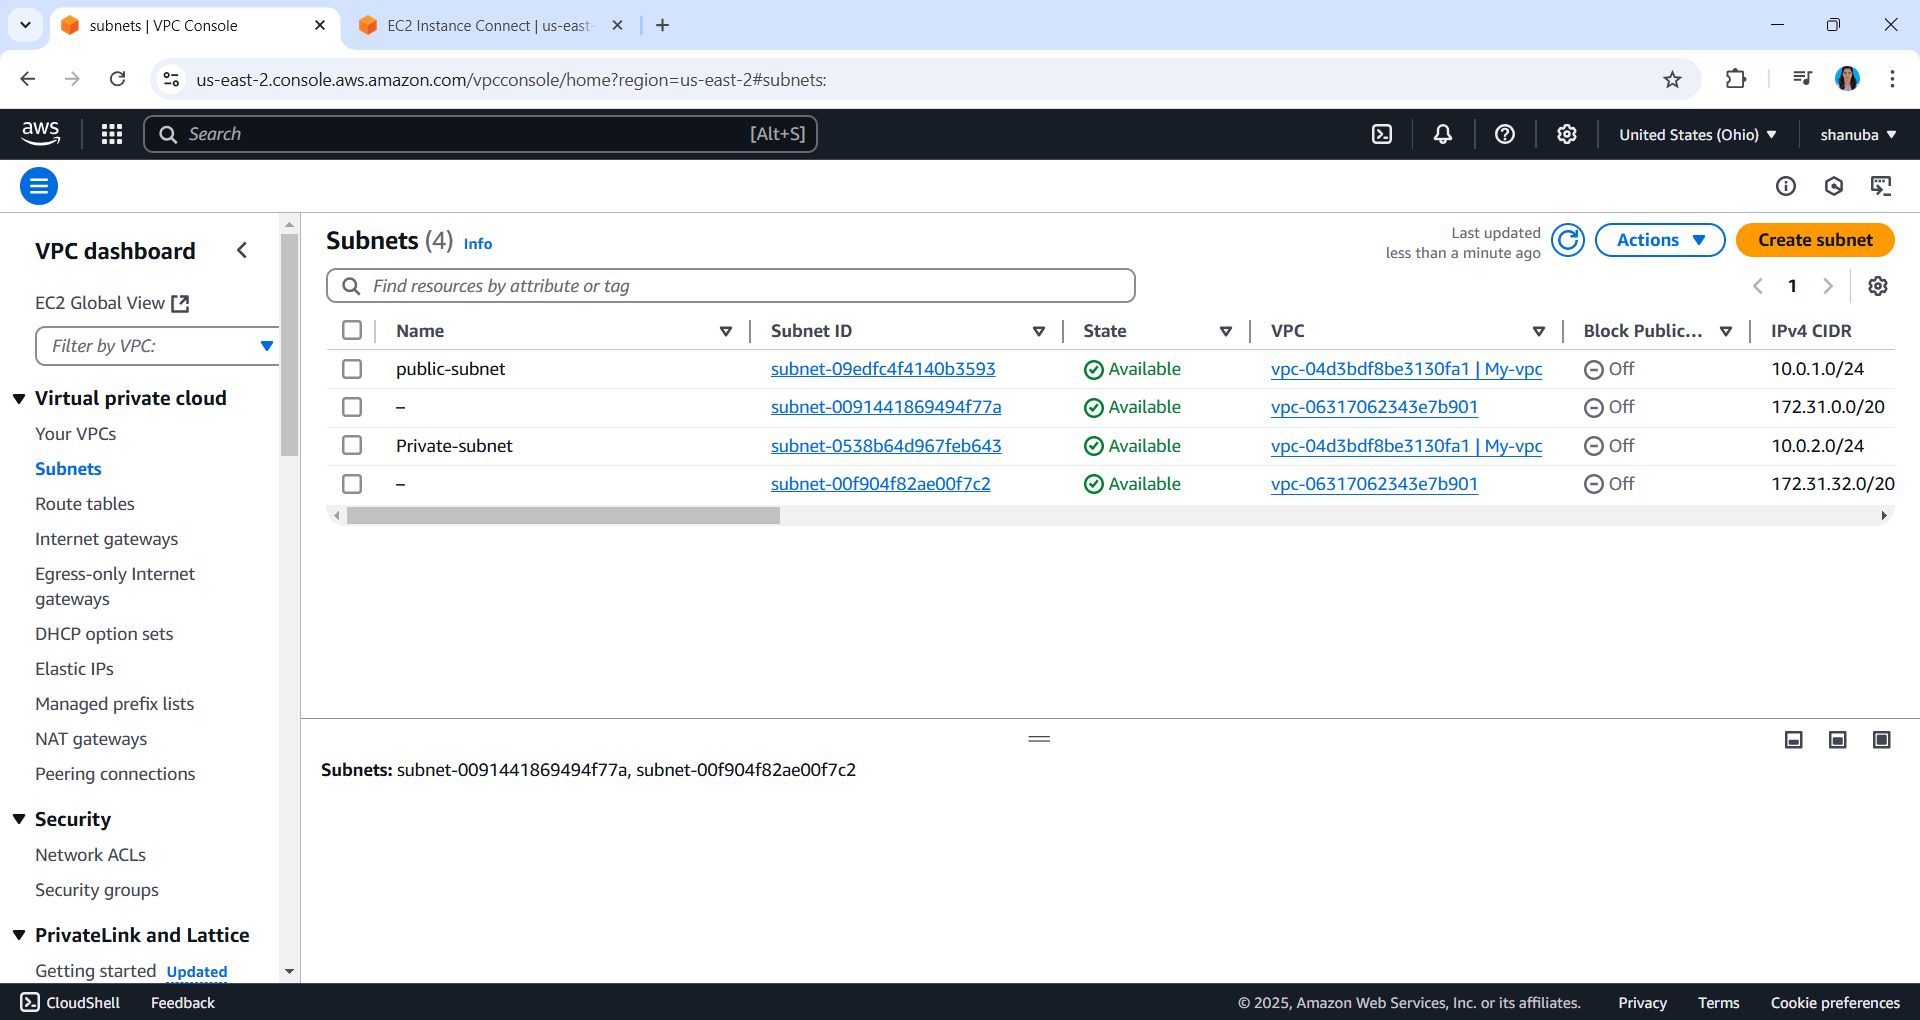 subnets | VPC Console
EC2 Instance Connect | us-east-
us-east-2.console.aws.amazon.com/vpcconsole/home?region=us-east-2#subnets:
aws
Search [Alt+S]
United States (Ohio)
shanuba
VPC dashboard
EC2 Global View
Filter by VPC:
Virtual private cloud
Your VPCs
Subnets
Route tables
Internet gateways
Egress-only Internet
gateways
DHCP option sets
Elastic IPs
Managed prefix lists
NAT gateways
Peering connections
Security
Network ACLs
Security groups
PrivateLink and Lattice
Getting started Updated
Subnets (4) Info
Last updated
less than a minute ago
Actions
Create subnet
Find resources by attribute or tag
1
Name Subnet ID State VPC Block Public... IPv4 CIDR
public-subnet subnet-09edfc4f4140b3593 Available vpc-04d3bdf8be3130fa1 | My-vpc Off 10.0.1.0/24
– subnet-0091441869494f77a Available vpc-06317062343e7b901 Off 172.31.0.0/20
Private-subnet subnet-0538b64d967feb643 Available vpc-04d3bdf8be3130fa1 | My-vpc Off 10.0.2.0/24
– subnet-00f904f82ae00f7c2 Available vpc-06317062343e7b901 Off 172.31.32.0/20
Subnets: subnet-0091441869494f77a, subnet-00f904f82ae00f7c2
CloudShell Feedback © 2025, Amazon Web Services, Inc. or its affiliates. Privacy Terms Cookie preferences